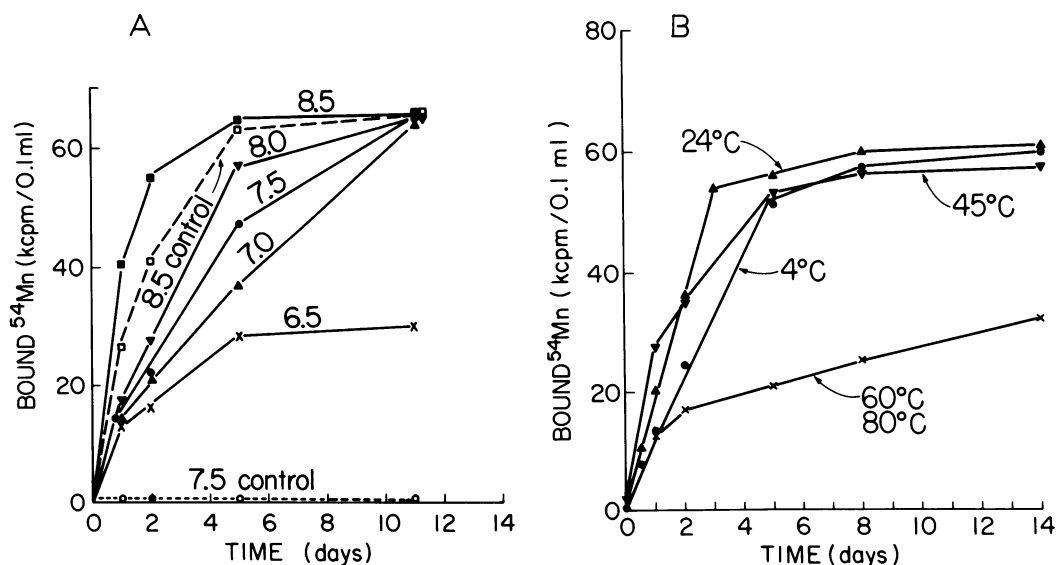 A
BOUND ⁵⁴Mn (kcpm / 0.1 ml)
60
40
20
0
8.5
8.0
7.5
7.0
8.5 control
6.5
7.5 control
0 2 4 6 8 10 12 14
TIME (days)
B
BOUND ⁵⁴Mn (kcpm / 0.1 ml)
80
60
40
20
0
24°C
45°C
4°C
60°C
80°C
0 2 4 6 8 10 12 14
TIME (days)